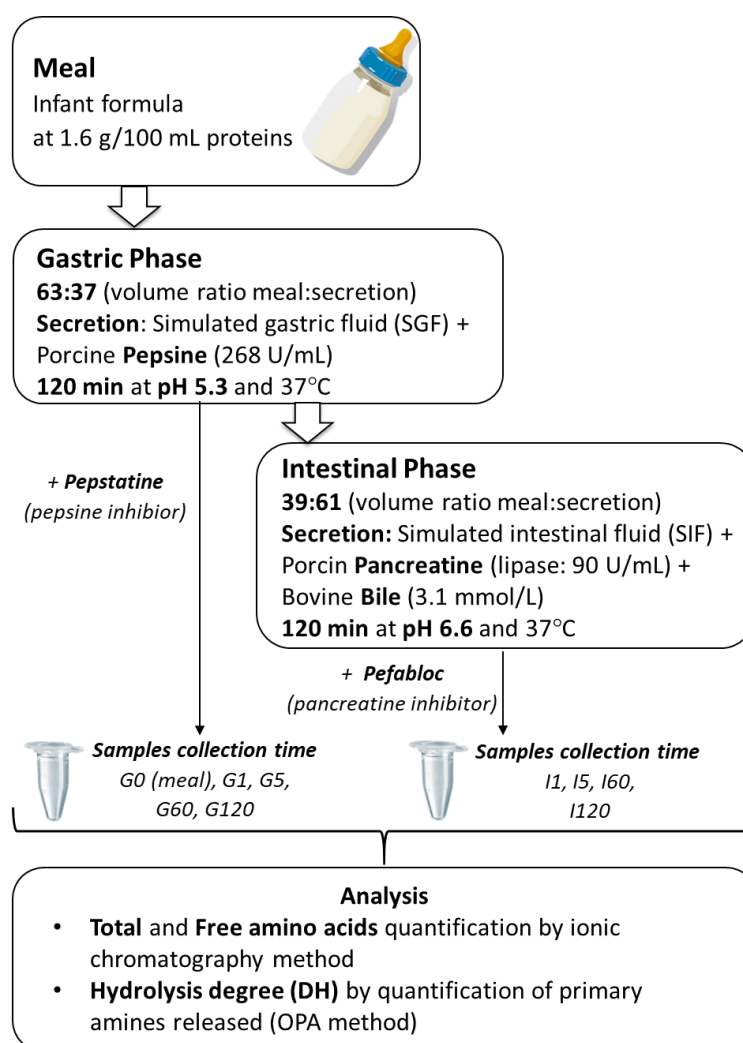 Meal
Infant formula
at 1.6 g/100 mL proteins
Gastric Phase
63:37 (volume ratio meal:secretion)
Secretion: Simulated gastric fluid (SGF) +
Porcine Pepsine (268 U/mL)
120 min at pH 5.3 and 37°C
+ Pepstatine
(pepsine inhibior)
Intestinal Phase
39:61 (volume ratio meal:secretion)
Secretion: Simulated intestinal fluid (SIF) +
Porcin Pancreatine (lipase: 90 U/mL) +
Bovine Bile (3.1 mmol/L)
120 min at pH 6.6 and 37°C
+ Pefabloc
(pancreatine inhibitor)
Samples collection time
G0 (meal), G1, G5,
G60, G120
Samples collection time
I1, I5, I60,
I120
Analysis
• Total and Free amino acids quantification by ionic
chromatography method
• Hydrolysis degree (DH) by quantification of primary
amines released (OPA method)